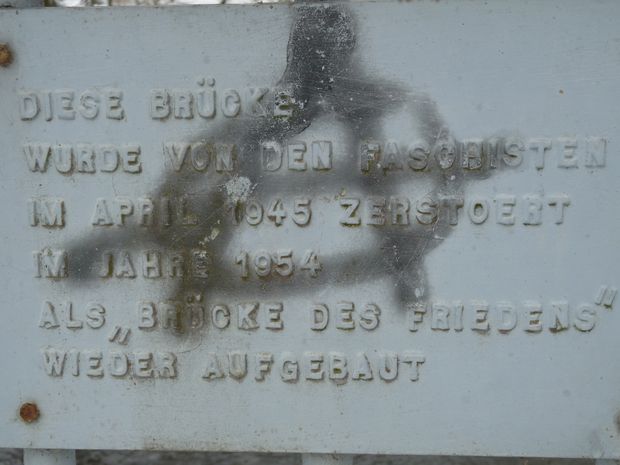 DIESE BRÜCKE
WURDE VON DEN FASCHISTEN
IM APRIL 1945 ZERSTOERT
IM JAHRE 1954
ALS „BRÜCKE DES FRIEDENS"
WIEDER AUFGEBAUT